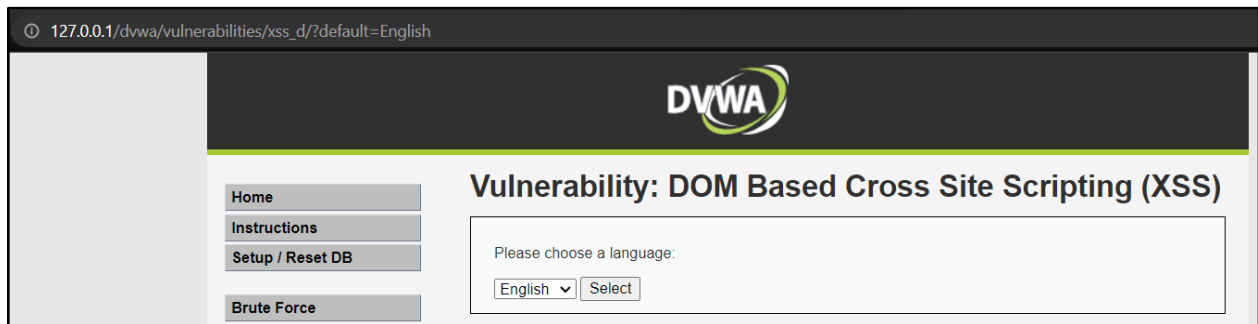 127.0.0.1/dvwa/vulnerabilities/xss_d/?default=English
DVWA
Home
Instructions
Setup / Reset DB
Brute Force
Vulnerability: DOM Based Cross Site Scripting (XSS)
Please choose a language:
English Select